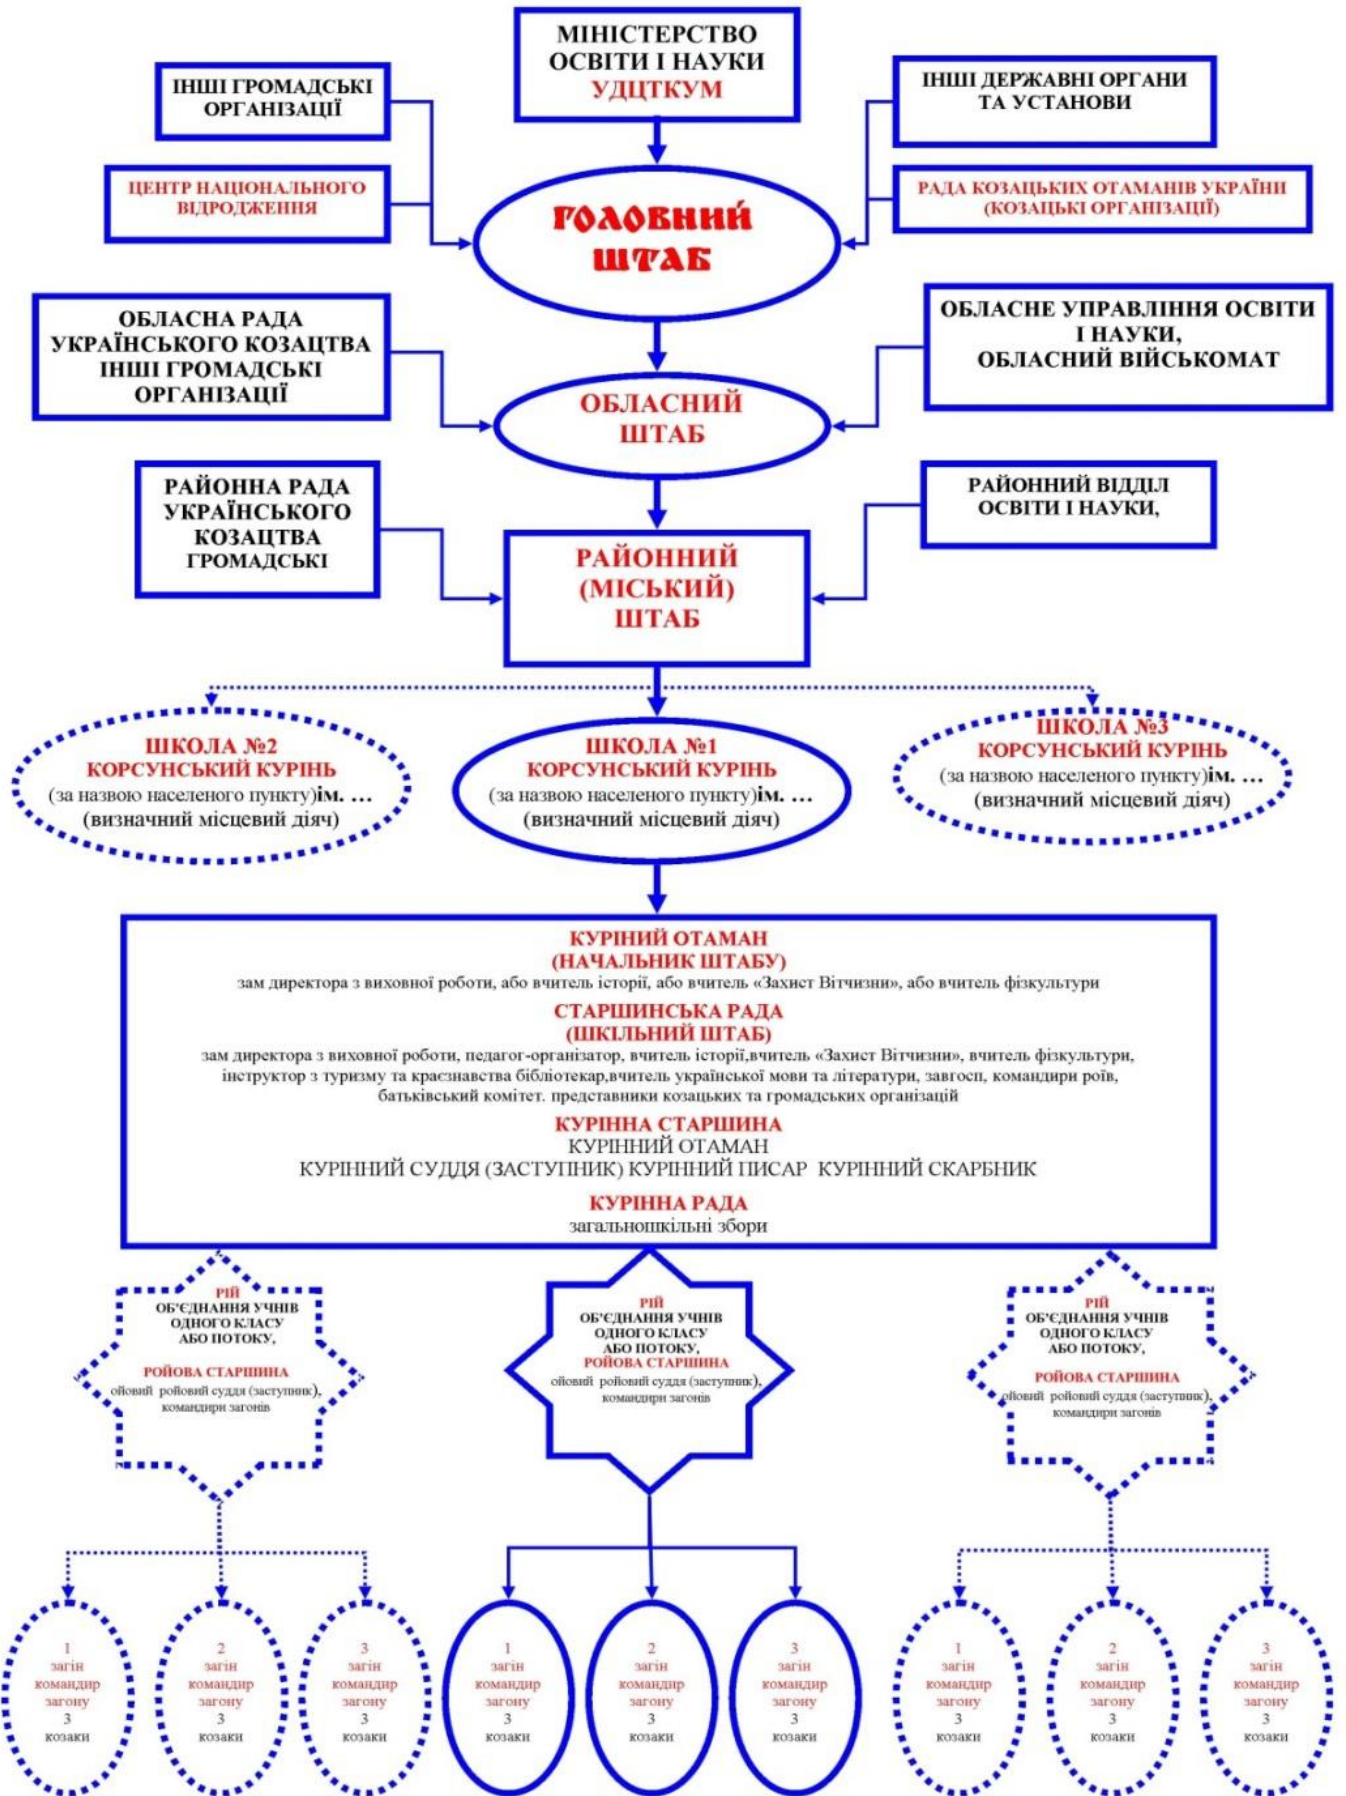 МІНІСТЕРСТВО
ОСВІТИ І НАУКИ
УДЦТКУМ
ІНШІ ГРОМАДСЬКІ
ОРГАНІЗАЦІЇ
ІНШІ ДЕРЖАВНІ ОРГАНИ
ТА УСТАНОВИ
ЦЕНТР НАЦІОНАЛЬНОГО
ВІДРОДЖЕННЯ
ГОЛОВНИЙ
ШТАБ
РАДА КОЗАЦЬКИХ ОТАМАНІВ УКРАЇНИ
(КОЗАЦЬКІ ОРГАНІЗАЦІЇ)
ОБЛАСНА РАДА
УКРАЇНСЬКОГО КОЗАЦТВА
ІНШІ ГРОМАДСЬКІ
ОРГАНІЗАЦІЇ
ОБЛАСНИЙ
ШТАБ
ОБЛАСНЕ УПРАВЛІННЯ ОСВІТИ
І НАУКИ,
ОБЛАСНИЙ ВІЙСЬКОМАТ
РАЙОННА РАДА
УКРАЇНСЬКОГО
КОЗАЦТВА
ГРОМАДСЬКІ
РАЙОННИЙ
(МІСЬКИЙ)
ШТАБ
РАЙОННИЙ ВІДДІЛ
ОСВІТИ І НАУКИ,
ШКОЛА №2
КОРСУНСЬКИЙ КУРІНЬ
(за назвою населеного пункту)ім. ...
(визначний місцевий діяч)
ШКОЛА №1
КОРСУНСЬКИЙ КУРІНЬ
(за назвою населеного пункту)ім. ...
(визначний місцевий діяч)
ШКОЛА №3
КОРСУНСЬКИЙ КУРІНЬ
(за назвою населеного пункту)ім. ...
(визначний місцевий діяч)
КУРІНИЙ ОТАМАН
(НАЧАЛЬНИК ШТАБУ)
зам директора з виховної роботи, або вчитель історії, або вчитель «Захист Вітчизни», або вчитель фізкультури
СТАРШИНСЬКА РАДА
(ШКІЛЬНИЙ ШТАБ)
зам директора з виховної роботи, педагог-організатор, вчитель історії,вчитель «Захист Вітчизни», вчитель фізкультури,
інструктор з туризму та краєзнавства бібліотекар,вчитель української мови та літератури, завгосп, командири роїв,
батьківський комітет. представники козацьких та громадських організацій
КУРІННА СТАРШИНА
КУРІННИЙ ОТАМАН
КУРІННИЙ СУДДЯ (ЗАСТУПНИК) КУРІННИЙ ПИСАР КУРІННИЙ СКАРБНИК
КУРІННА РАДА
загальношкільні збори
РІЙ
ОБ'ЄДНАННЯ УЧНІВ
ОДНОГО КЛАСУ
АБО ПОТОКУ,
РОЙОВА СТАРШИНА
ойовий ройовий суддя (заступник),
командири загонів
РІЙ
ОБ'ЄДНАННЯ УЧНІВ
ОДНОГО КЛАСУ
АБО ПОТОКУ,
РОЙОВА СТАРШИНА
ойовий ройовий суддя (заступник),
командири загонів
РІЙ
ОБ'ЄДНАННЯ УЧНІВ
ОДНОГО КЛАСУ
АБО ПОТОКУ,
РОЙОВА СТАРШИНА
ойовий ройовий суддя (заступник),
командири загонів
1
загін
командир
загону
3
козаки
2
загін
командир
загону
3
козаки
3
загін
командир
загону
3
козаки
1
загін
командир
загону
3
козаки
2
загін
командир
загону
3
козаки
3
загін
командир
загону
3
козаки
1
загін
командир
загону
3
козаки
2
загін
командир
загону
3
козаки
3
загін
командир
загону
3
козаки